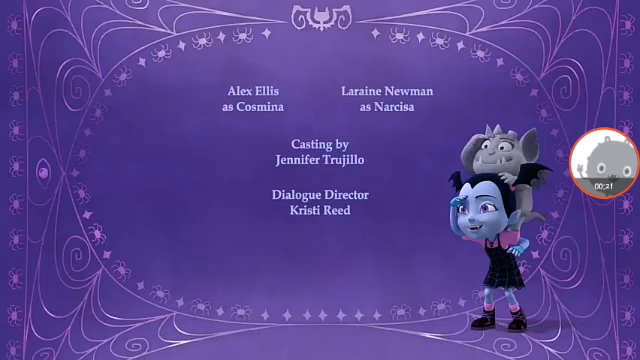 Alex Ellis
as Cosmina
Laraine Newman
as Narcisa
Casting by
Jennifer Trujillo
Dialogue Director
Kristi Reed
00:21